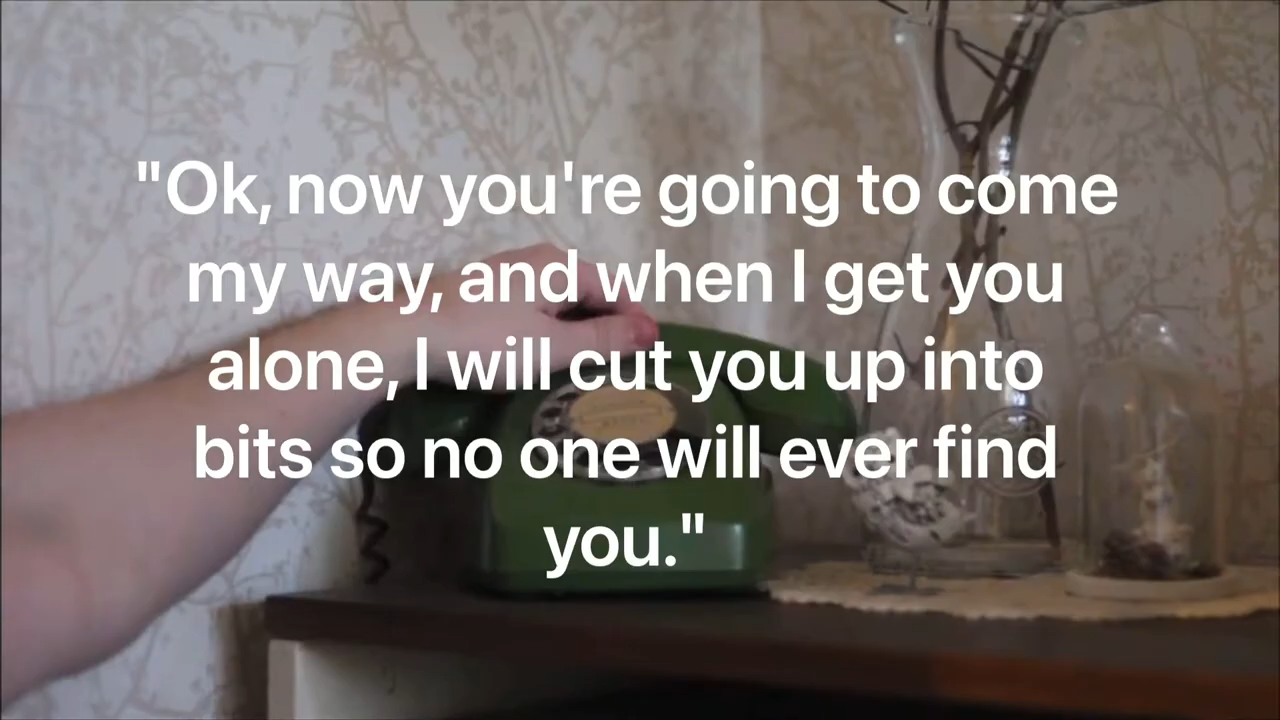 "Ok, now you're going to come
my way, and when I get you
alone, I will cut you up into
bits so no one will ever find
you."